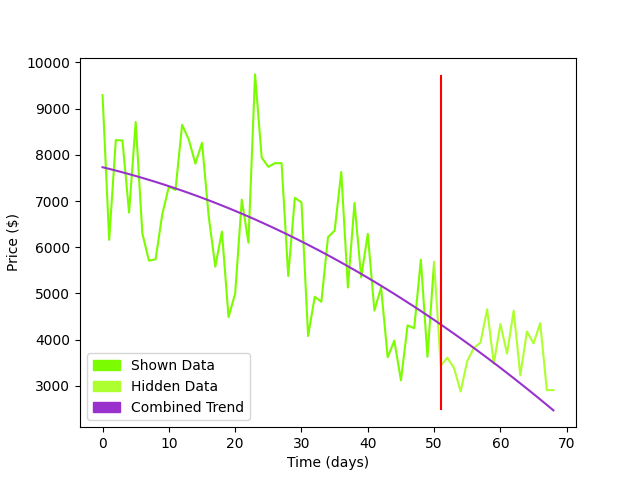 10000
9000
8000
7000
6000
5000
4000
3000
Price ($)
Shown Data
Hidden Data
Combined Trend
0 10 20 30 40 50 60 70
Time (days)